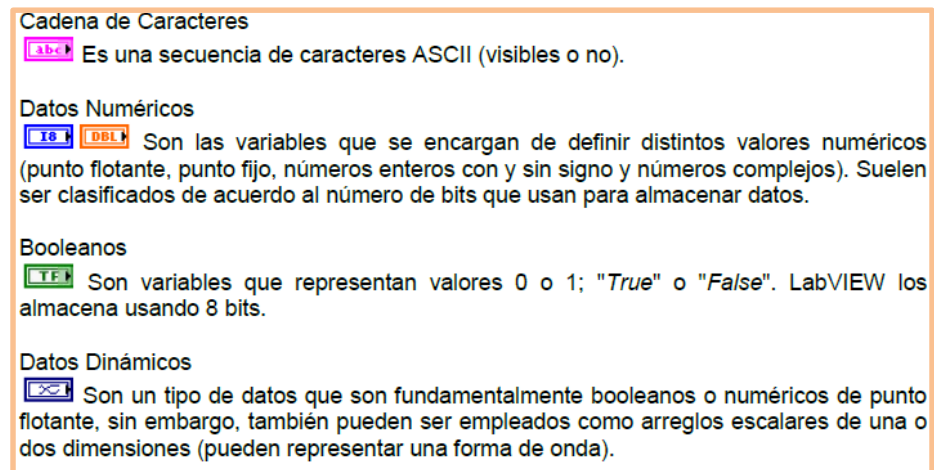 Cadena de Caracteres
abc Es una secuencia de caracteres ASCII (visibles o no).
Datos Numéricos
I8 DBL Son las variables que se encargan de definir distintos valores numéricos
(punto flotante, punto fijo, números enteros con y sin signo y números complejos). Suelen
ser clasificados de acuerdo al número de bits que usan para almacenar datos.
Booleanos
TF Son variables que representan valores 0 o 1; "True" o "False". LabVIEW los
almacena usando 8 bits.
Datos Dinámicos
Son un tipo de datos que son fundamentalmente booleanos o numéricos de punto
flotante, sin embargo, también pueden ser empleados como arreglos escalares de una o
dos dimensiones (pueden representar una forma de onda).